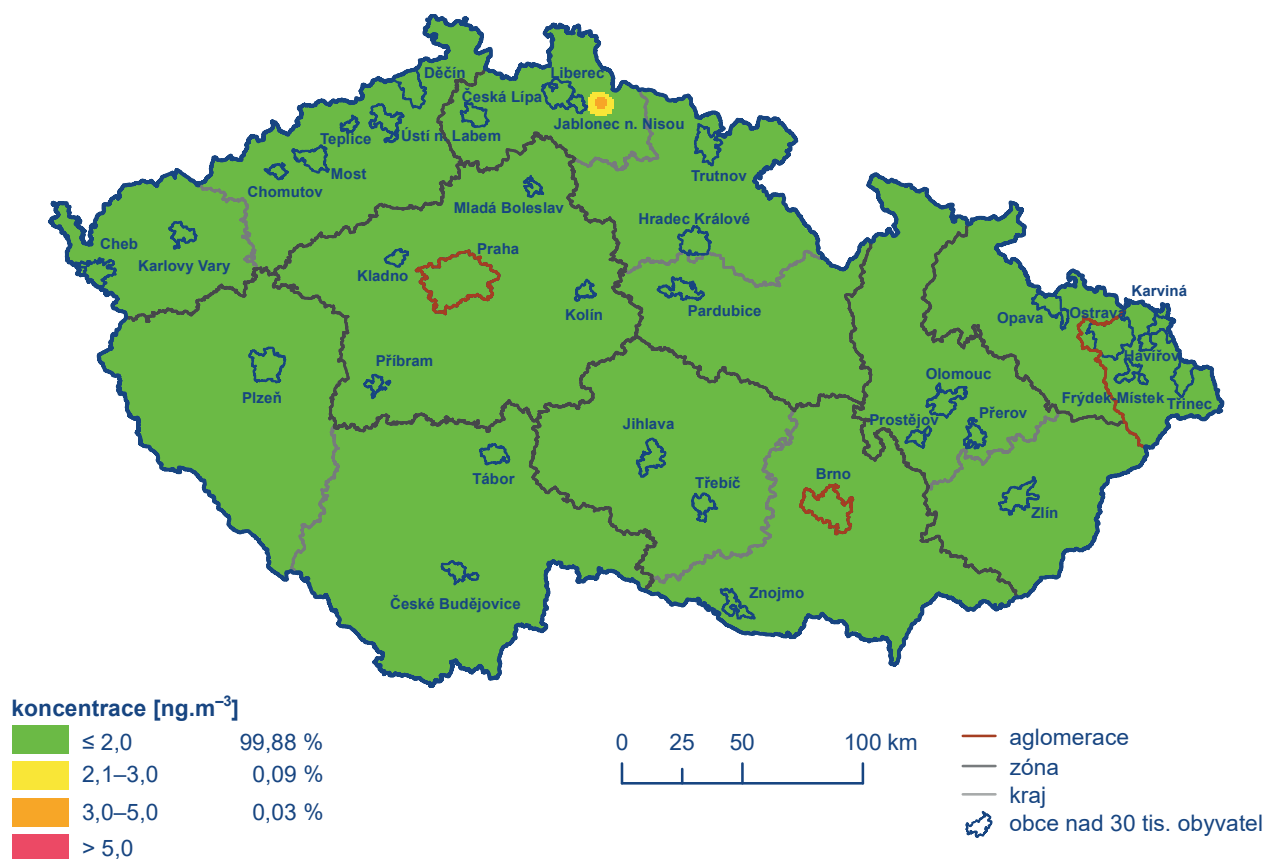 Děčín
Liberec
Česká Lípa
Jablonec n. Nisou
Teplice
Ústí n. Labem
Most
Chomutov
Trutnov
Mladá Boleslav
Hradec Králové
Cheb
Karlovy Vary
Kladno
Praha
Kolín
Pardubice
Karviná
Opava
Ostrava
Havířov
Příbram
Plzeň
Olomouc
Frýdek-Místek
Třinec
Prostějov
Přerov
Jihlava
Tábor
Třebíč
Brno
Zlín
České Budějovice
Znojmo
koncentrace [ng.m⁻³]
≤ 2,0 99,88 %
2,1–3,0 0,09 %
3,0–5,0 0,03 %
> 5,0
0 25 50 100 km
aglomerace
zóna
kraj
obce nad 30 tis. obyvatel